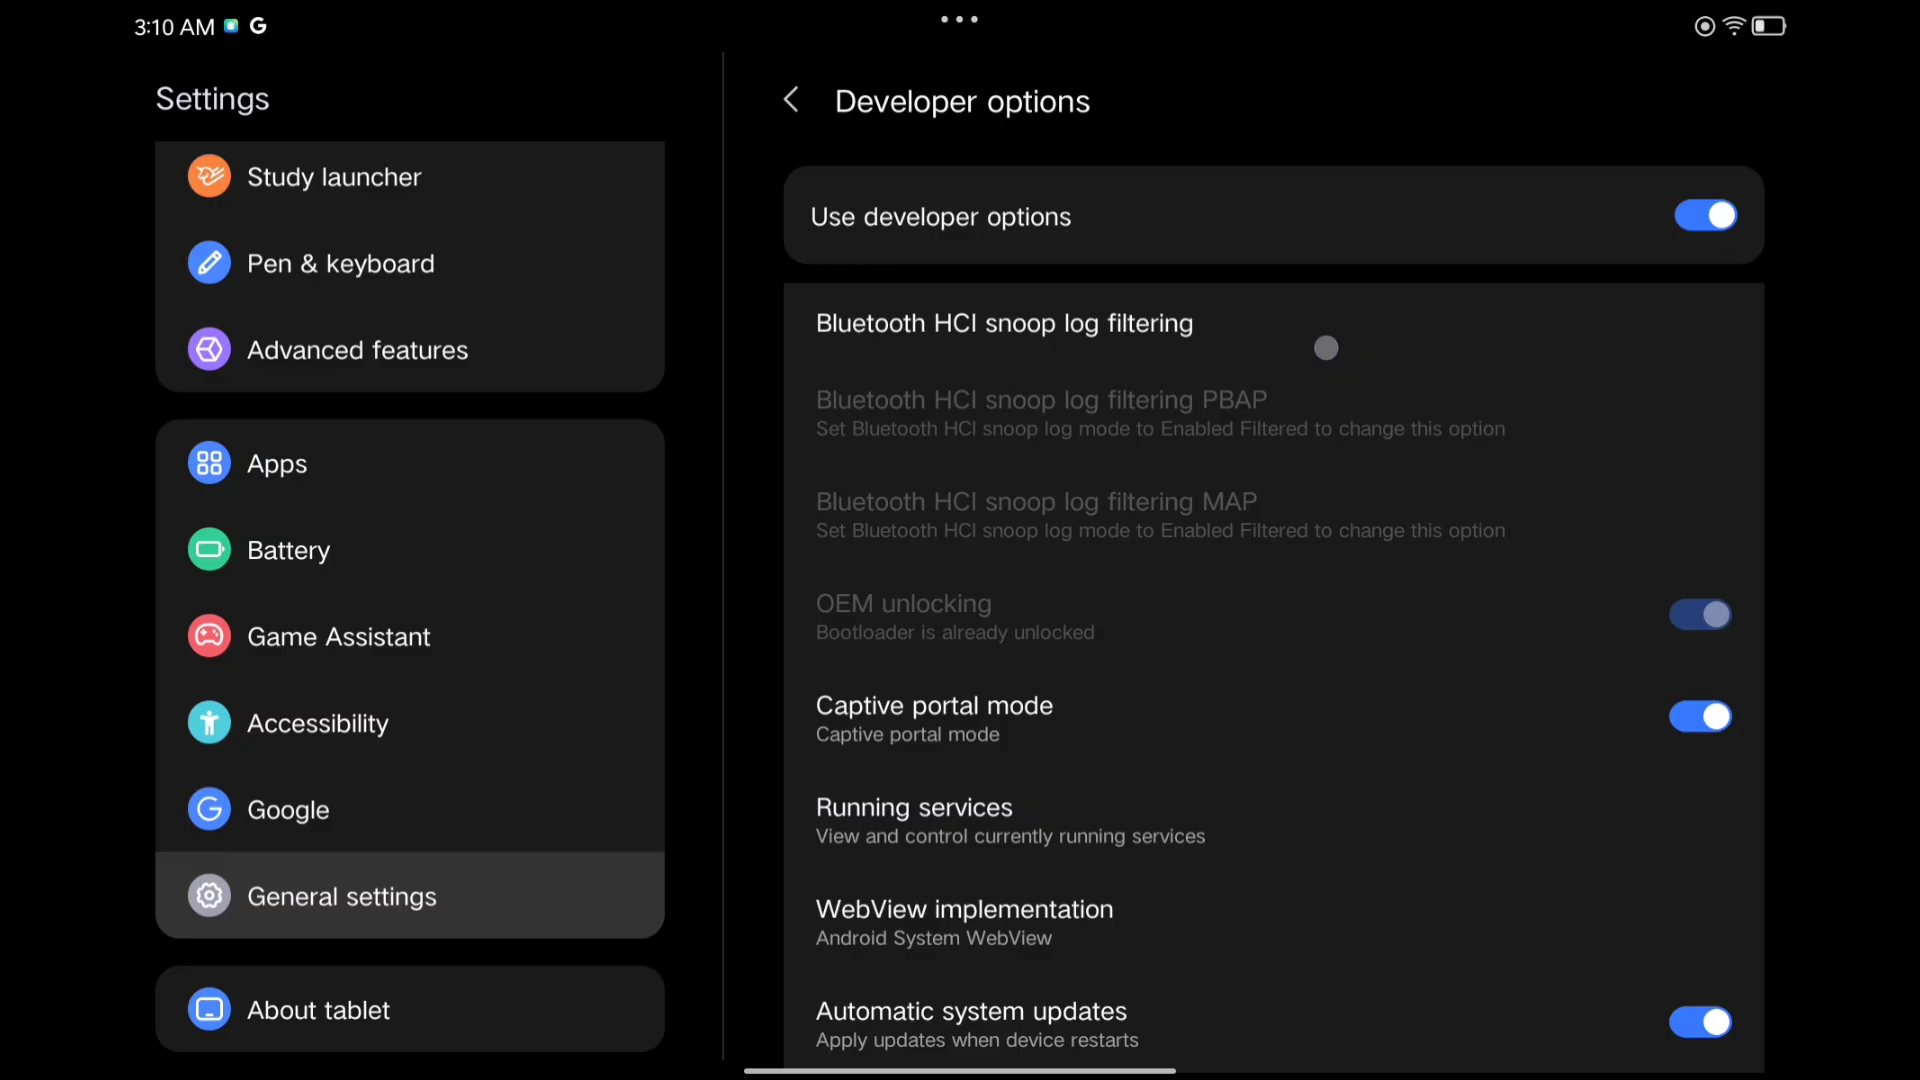 3:10 AM
Settings
Study launcher
Pen & keyboard
Advanced features
Apps
Battery
Game Assistant
Accessibility
Google
General settings
About tablet
Developer options
Use developer options
Bluetooth HCI snoop log filtering
Bluetooth HCI snoop log filtering PBAP
Set Bluetooth HCI snoop log mode to Enabled Filtered to change this option
Bluetooth HCI snoop log filtering MAP
Set Bluetooth HCI snoop log mode to Enabled Filtered to change this option
OEM unlocking
Bootloader is already unlocked
Captive portal mode
Captive portal mode
Running services
View and control currently running services
WebView implementation
Android System WebView
Automatic system updates
Apply updates when device restarts